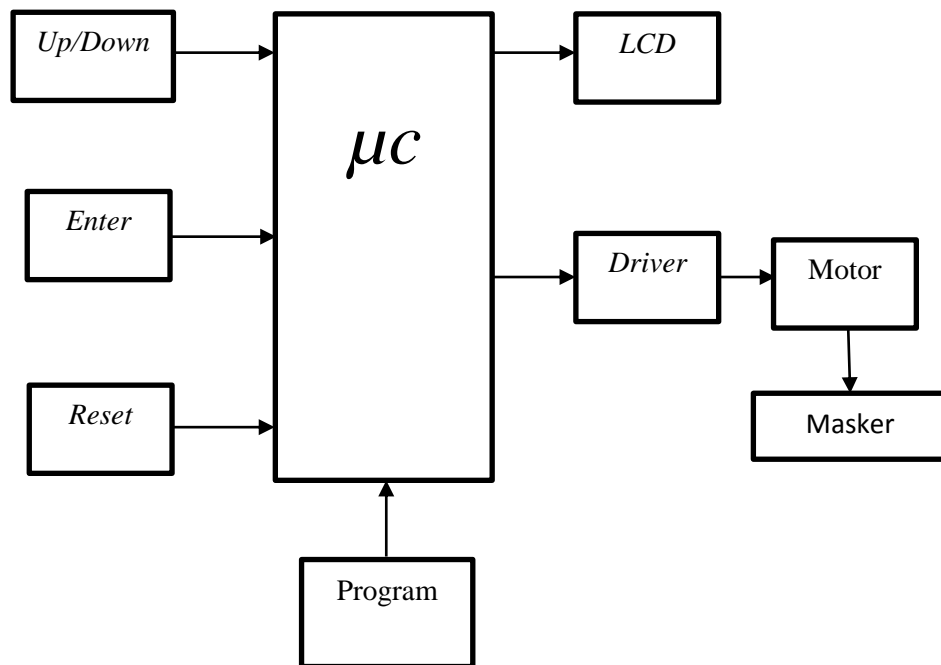 Up/Down
LCD
μc
Enter
Driver
Motor
Reset
Masker
Program